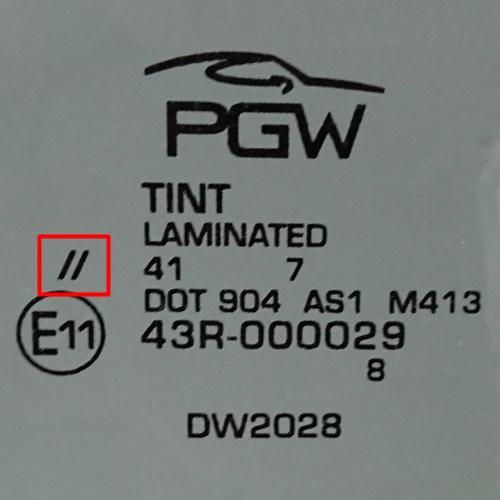 PGW
TINT
LAMINATED
// 41 7
DOT 904 AS1 M413
E11 43R-000029
8
DW2028